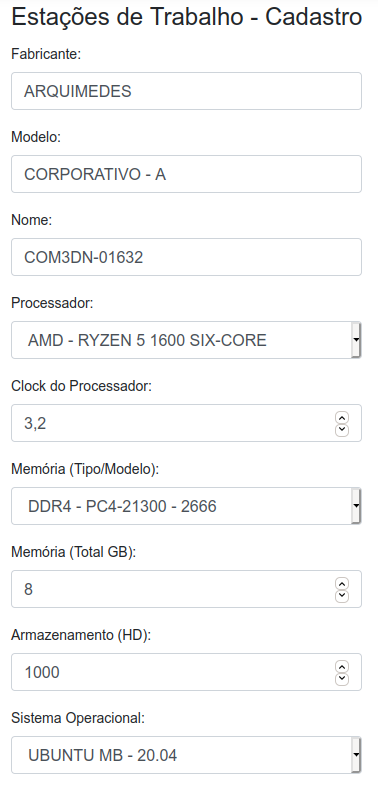 Estações de Trabalho - Cadastro
Fabricante:
ARQUIMEDES
Modelo:
CORPORATIVO - A
Nome:
COM3DN-01632
Processador:
AMD - RYZEN 5 1600 SIX-CORE
Clock do Processador:
3,2
Memória (Tipo/Modelo):
DDR4 - PC4-21300 - 2666
Memória (Total GB):
8
Armazenamento (HD):
1000
Sistema Operacional:
UBUNTU MB - 20.04